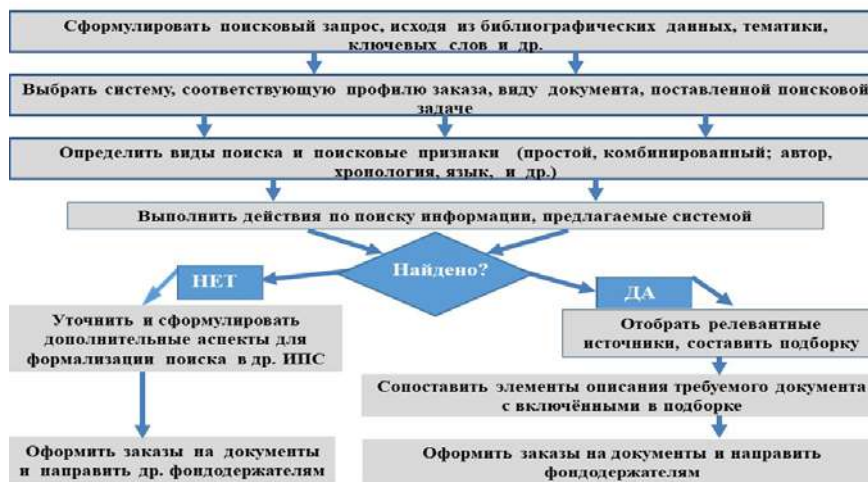 Сформулировать поисковый запрос, исходя из библиографических данных, тематики,
ключевых слов и др.
Выбрать систему, соответствующую профилю заказа, виду документа, поставленной поисковой
задаче
Определить виды поиска и поисковые признаки (простой, комбинированный; автор,
хронология, язык, и др.)
Выполнить действия по поиску информации, предлагаемые системой
Найдено?
НЕТ
ДА
Уточнить и сформулировать
дополнительные аспекты для
формализации поиска в др. ИПС
Отобрать релевантные
источники, составить подборку
Сопоставить элементы описания требуемого документа
с включёнными в подборке
Оформить заказы на документы
и направить др. фондодержателям
Оформить заказы на документы и направить
фондодержателям